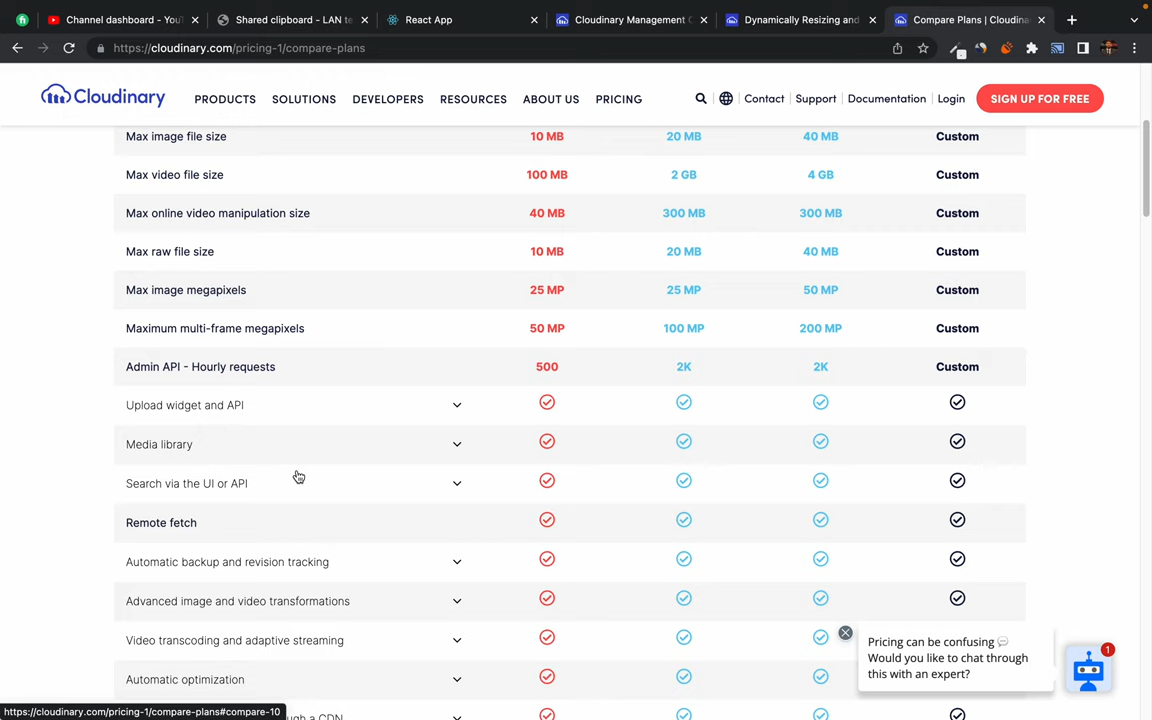 Channel dashboard - YouT
Shared clipboard - LAN te
React App
Cloudinary Management C
Dynamically Resizing and
Compare Plans | Cloudina
https://cloudinary.com/pricing-1/compare-plans
Cloudinary
PRODUCTS
SOLUTIONS
DEVELOPERS
RESOURCES
ABOUT US
PRICING
Contact
Support
Documentation
Login
SIGN UP FOR FREE
Max image file size 10 MB 20 MB 40 MB Custom
Max video file size 100 MB 2 GB 4 GB Custom
Max online video manipulation size 40 MB 300 MB 300 MB Custom
Max raw file size 10 MB 20 MB 40 MB Custom
Max image megapixels 25 MP 25 MP 50 MP Custom
Maximum multi-frame megapixels 50 MP 100 MP 200 MP Custom
Admin API - Hourly requests 500 2K 2K Custom
Upload widget and API
Media library
Search via the UI or API
Remote fetch
Automatic backup and revision tracking
Advanced image and video transformations
Video transcoding and adaptive streaming
Automatic optimization
Pricing can be confusing
Would you like to chat through
this with an expert?
1
https://cloudinary.com/pricing-1/compare-plans#compare-10
ugh a CDN